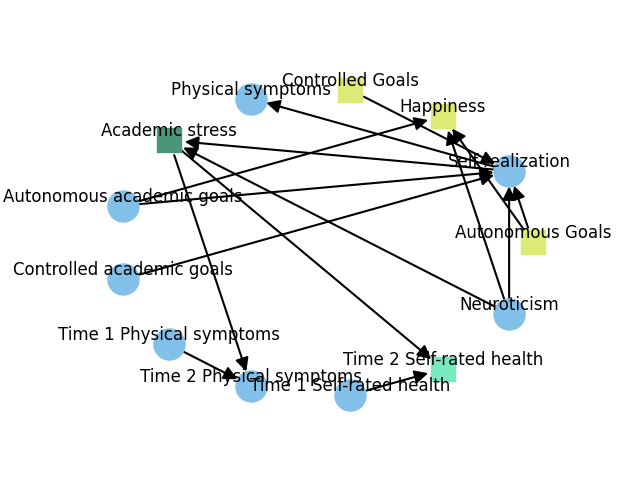 Controlled Goals
Physical symptoms
Happiness
Academic stress
Self-realization
Autonomous academic goals
Autonomous Goals
Controlled academic goals
Neuroticism
Time 1 Physical symptoms
Time 2 Self-rated health
Time 2 Physical symptoms
Time 1 Self-rated health